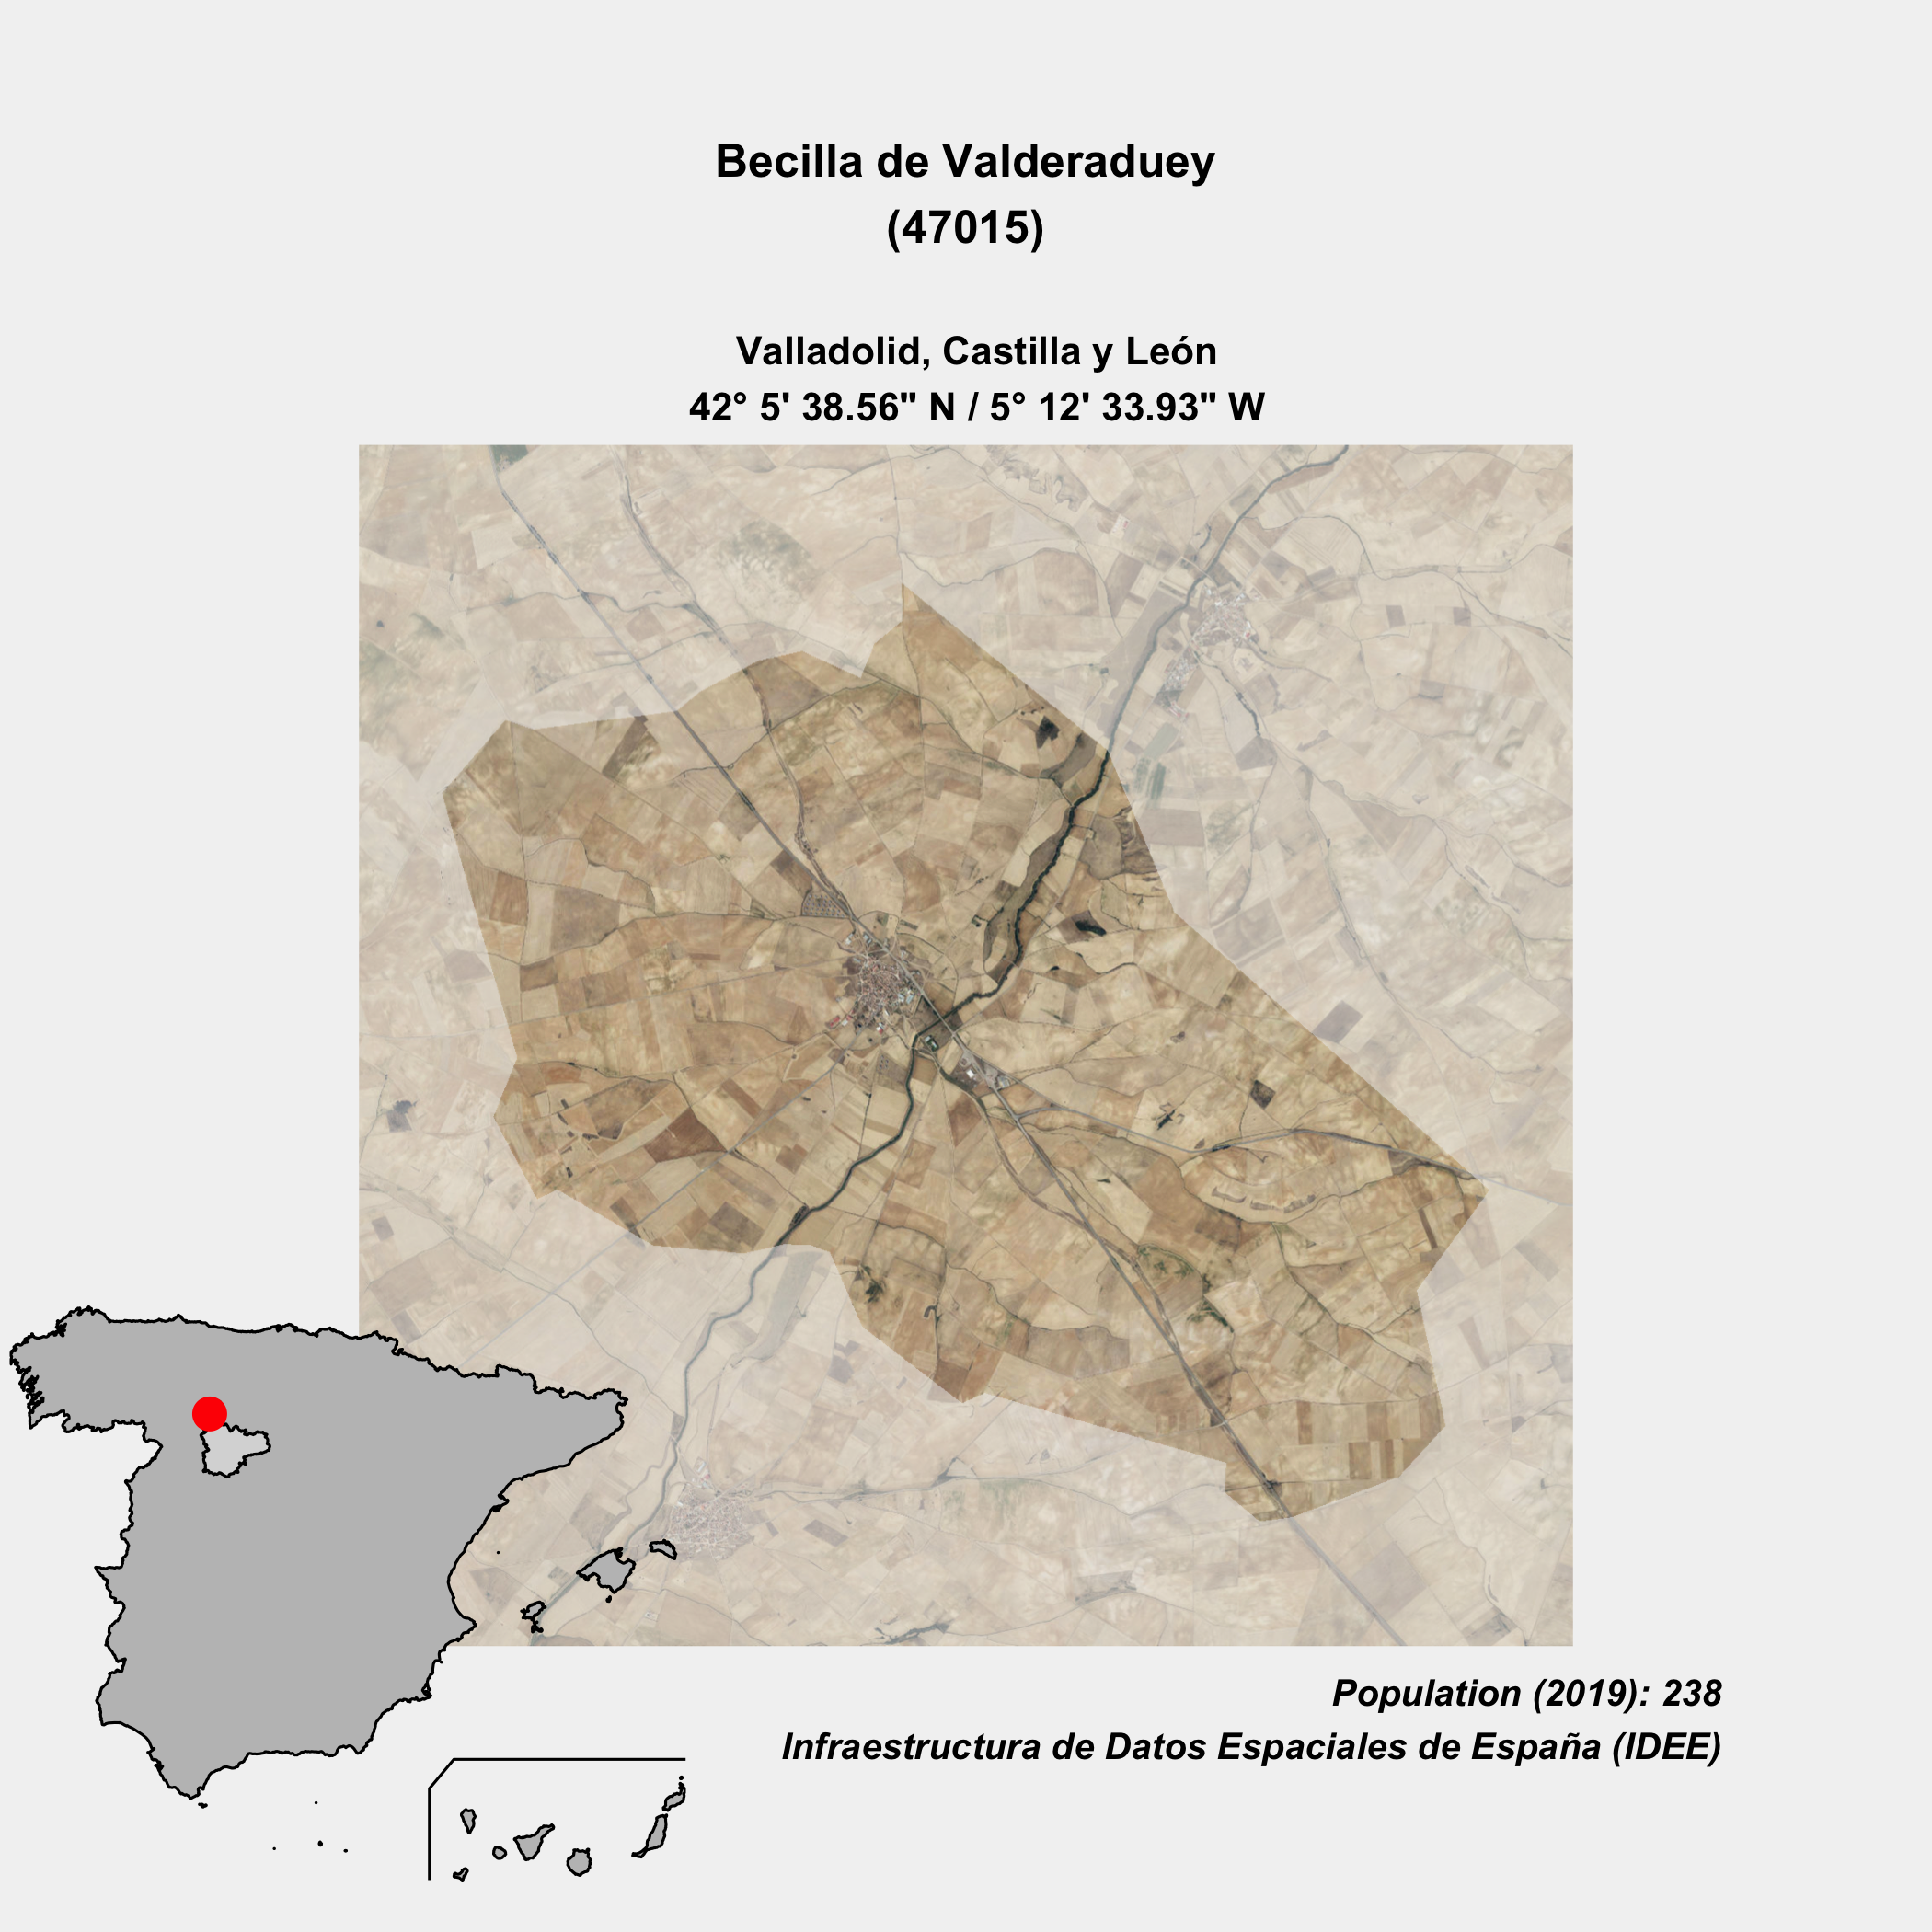 Becilla de Valderaduey
(47015)
Valladolid, Castilla y León
42° 5' 38.56" N / 5° 12' 33.93" W
Population (2019): 238
Infraestructura de Datos Espaciales de España (IDEE)